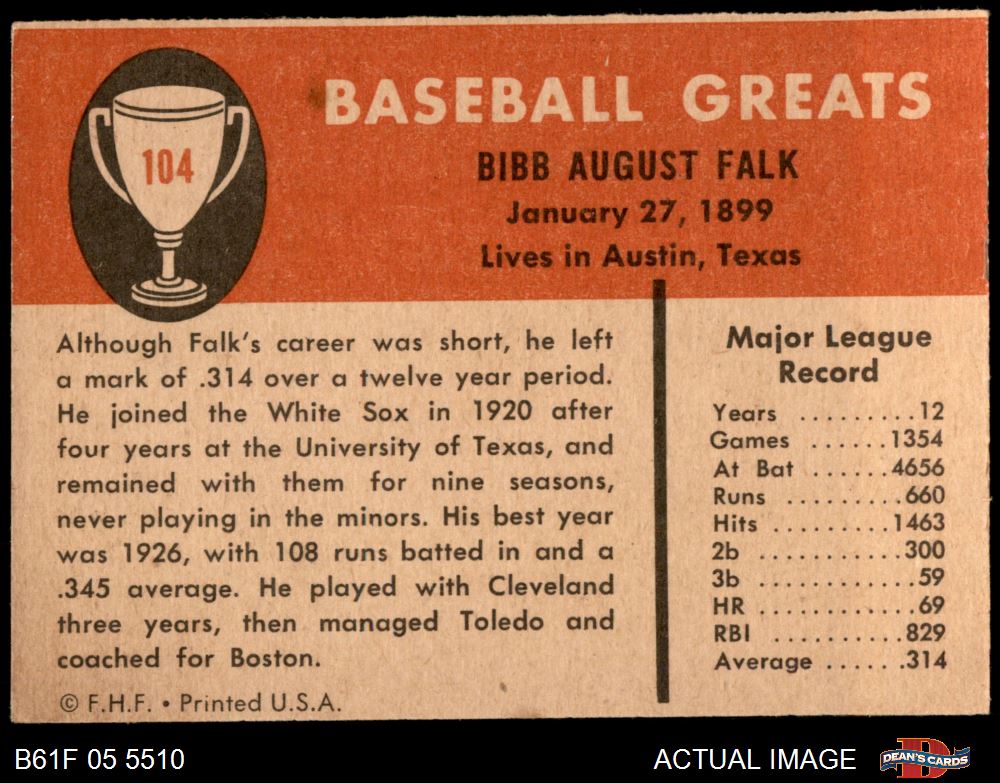 104
BASEBALL GREATS
BIBB AUGUST FALK
January 27, 1899
Lives in Austin, Texas
Although Falk's career was short, he left
a mark of .314 over a twelve year period.
He joined the White Sox in 1920 after
four years at the University of Texas, and
remained with them for nine seasons,
never playing in the minors. His best year
was 1926, with 108 runs batted in and a
.345 average. He played with Cleveland
three years, then managed Toledo and
coached for Boston.
© F.H.F. • Printed U.S.A.
Major League
Record
Years .........12
Games ......1354
At Bat ......4656
Runs .........660
Hits .........1463
2b ...........300
3b ............59
HR ............69
RBI ..........829
Average ......314
B61F 05 5510
ACTUAL IMAGE
D
DEAN'S CARDS